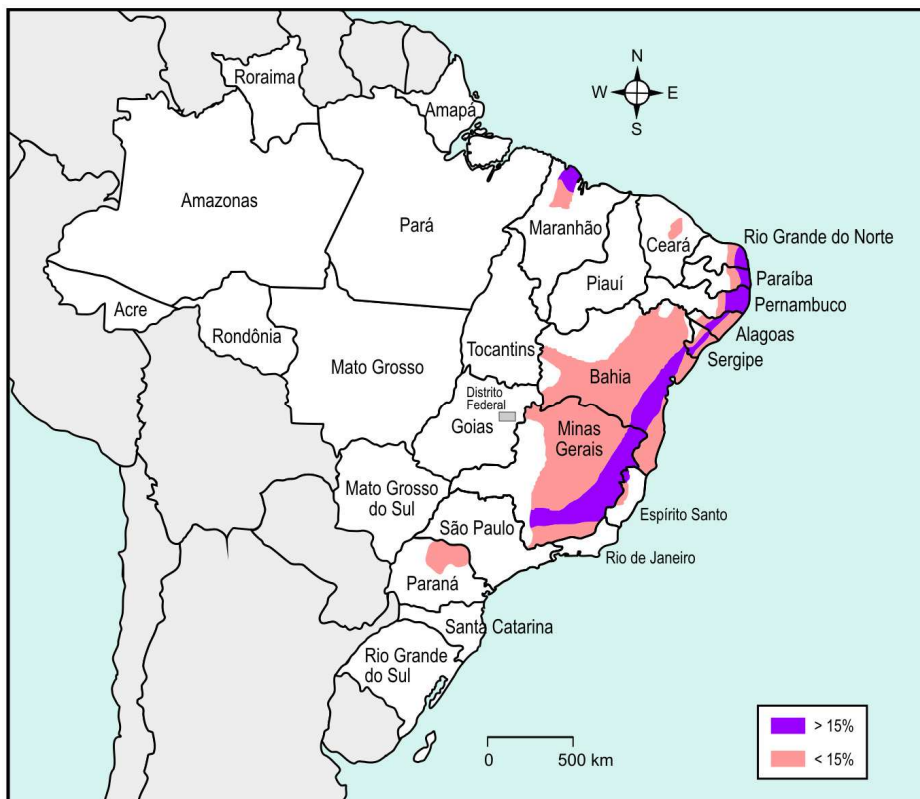 N
W E
S
Roraima
Amapá
Amazonas
Pará
Maranhão
Ceará
Rio Grande do Norte
Paraíba
Piauí
Pernambuco
Acre
Rondônia
Alagoas
Tocantins
Sergipe
Mato Grosso
Bahia
Distrito
Federal
Goias
Minas
Gerais
Mato Grosso
do Sul
Espírito Santo
São Paulo
Rio de Janeiro
Paraná
Santa Catarina
Rio Grande
do Sul
> 15%
< 15%
0 500 km